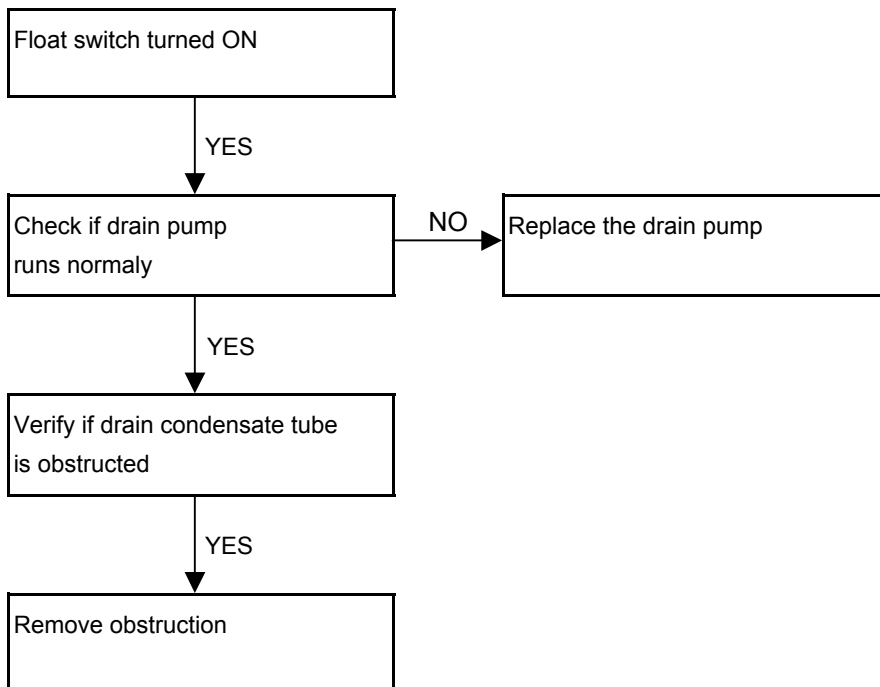 Float switch turned ON
YES
Check if drain pump
runs normaly
NO
Replace the drain pump
YES
Verify if drain condensate tube
is obstructed
YES
Remove obstruction